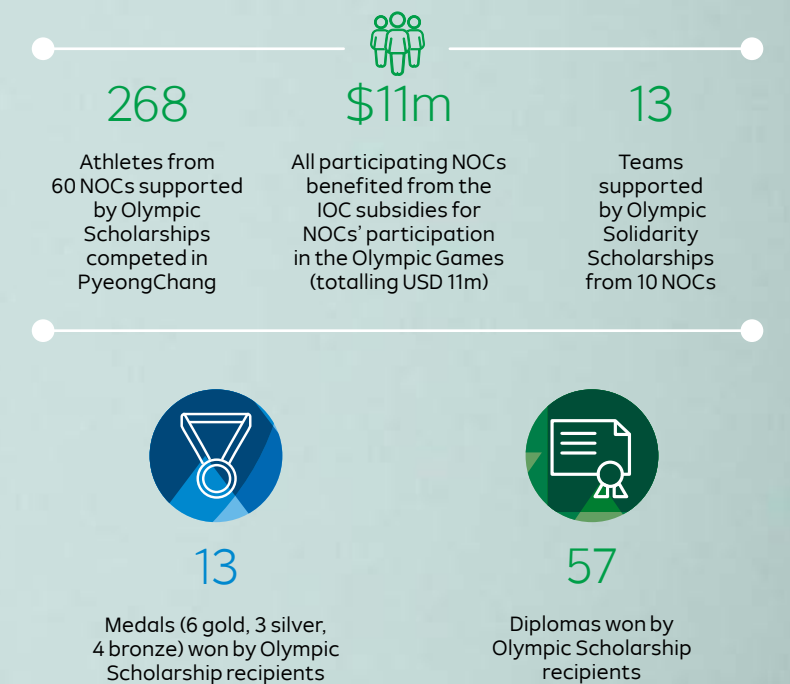 268
Athletes from
60 NOCs supported
by Olympic
Scholarships
competed in
PyeongChang
$11m
All participating NOCs
benefited from the
IOC subsidies for
NOCs' participation
in the Olympic Games
(totalling USD 11m)
13
Teams
supported
by Olympic
Solidarity
Scholarships
from 10 NOCs
13
Medals (6 gold, 3 silver,
4 bronze) won by Olympic
Scholarship recipients
57
Diplomas won by
Olympic Scholarship
recipients